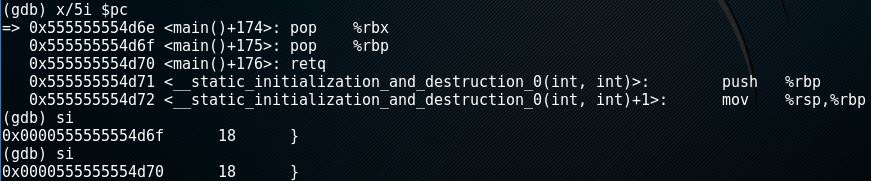 (gdb) x/5i $pc
=> 0x555555554d6e <main()+174>: pop    %rbx
   0x555555554d6f <main()+175>: pop    %rbp
   0x555555554d70 <main()+176>: retq
   0x555555554d71 <__static_initialization_and_destruction_0(int, int)>:        push   %rbp
   0x555555554d72 <__static_initialization_and_destruction_0(int, int)+1>:      mov    %rsp,%rbp
(gdb) si
0x0000555555554d6f      18      }
(gdb) si
0x0000555555554d70      18      }